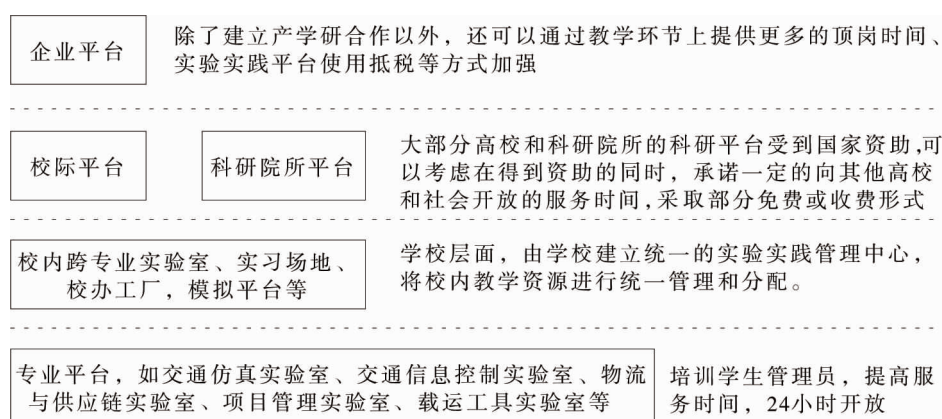 企业平台
除了建立产学研合作以外，还可以通过教学环节上提供更多的顶岗时间、
实验实践平台使用抵税等方式加强
校际平台
科研院所平台
大部分高校和科研院所的科研平台受到国家资助,可
以考虑在得到资助的同时，承诺一定的向其他高校
和社会开放的服务时间,采取部分免费或收费形式
校内跨专业实验室、实习场地、
校办工厂，模拟平台等
学校层面，由学校建立统一的实验实践管理中心，
将校内教学资源进行统一管理和分配。
专业平台，如交通仿真实验室、交通信息控制实验室、物流
与供应链实验室、项目管理实验室、载运工具实验室等
培训学生管理员，提高服
务时间，24小时开放